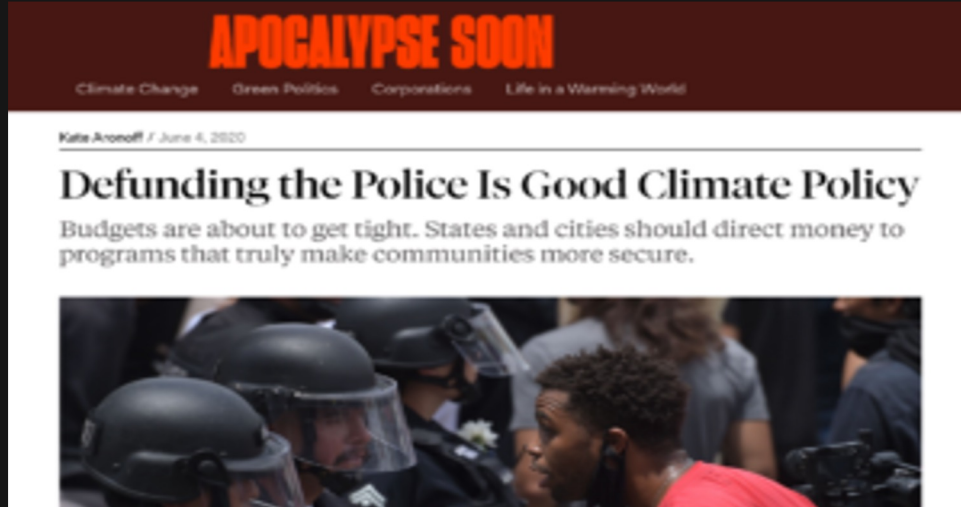 APOCALYPSE SOON
Climate Change Green Politics Corporations Life in a Warming World
Kate Aronoff / June 4, 2020
Defunding the Police Is Good Climate Policy
Budgets are about to get tight. States and cities should direct money to
programs that truly make communities more secure.